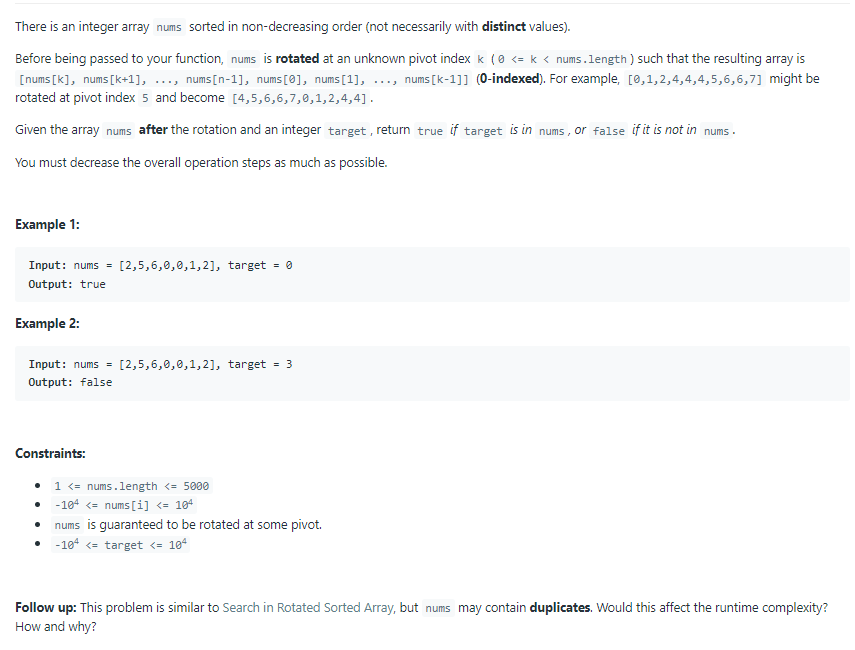 There is an integer array nums sorted in non-decreasing order (not necessarily with distinct values).
Before being passed to your function, nums is rotated at an unknown pivot index k (0 <= k < nums.length) such that the resulting array is
[nums[k], nums[k+1], ..., nums[n-1], nums[0], nums[1], ..., nums[k-1]] (0-indexed). For example, [0,1,2,4,4,4,5,6,6,7] might be
rotated at pivot index 5 and become [4,5,6,6,7,0,1,2,4,4].
Given the array nums after the rotation and an integer target, return true if target is in nums, or false if it is not in nums.
You must decrease the overall operation steps as much as possible.
Example 1:
Input: nums = [2,5,6,0,0,1,2], target = 0
Output: true
Example 2:
Input: nums = [2,5,6,0,0,1,2], target = 3
Output: false
Constraints:
• 1 <= nums.length <= 5000
• -10⁴ <= nums[i] <= 10⁴
• nums is guaranteed to be rotated at some pivot.
• -10⁴ <= target <= 10⁴
Follow up: This problem is similar to Search in Rotated Sorted Array, but nums may contain duplicates. Would this affect the runtime complexity?
How and why?